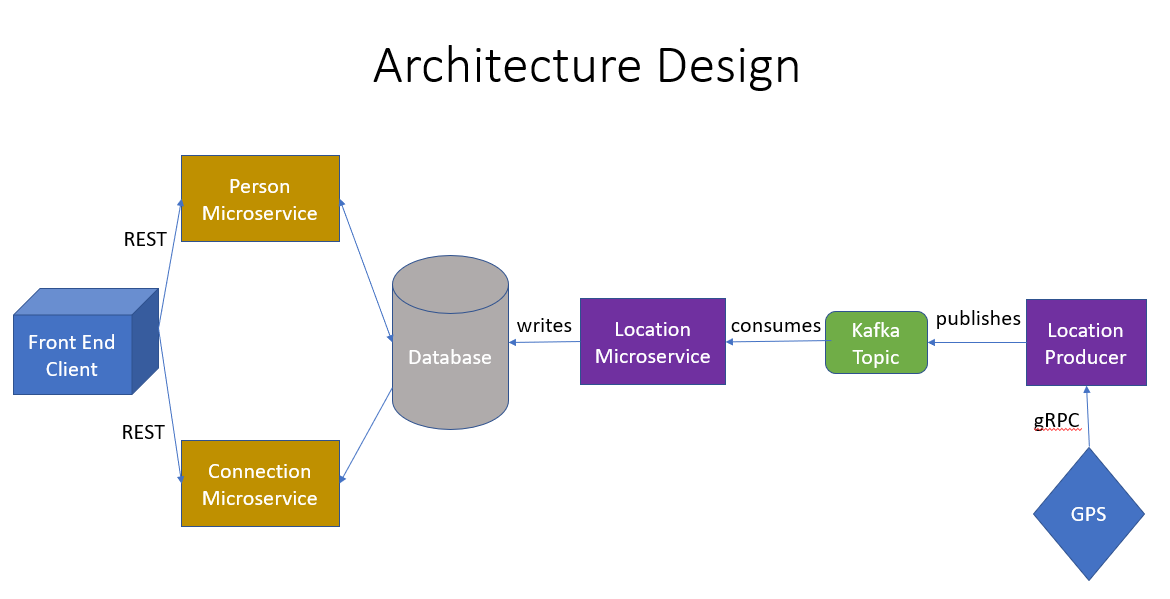 Architecture Design
Person
Microservice
REST
Front End
Client
REST
Connection
Microservice
Database
writes
Location
Microservice
consumes
Kafka
Topic
publishes
Location
Producer
gRPC
GPS